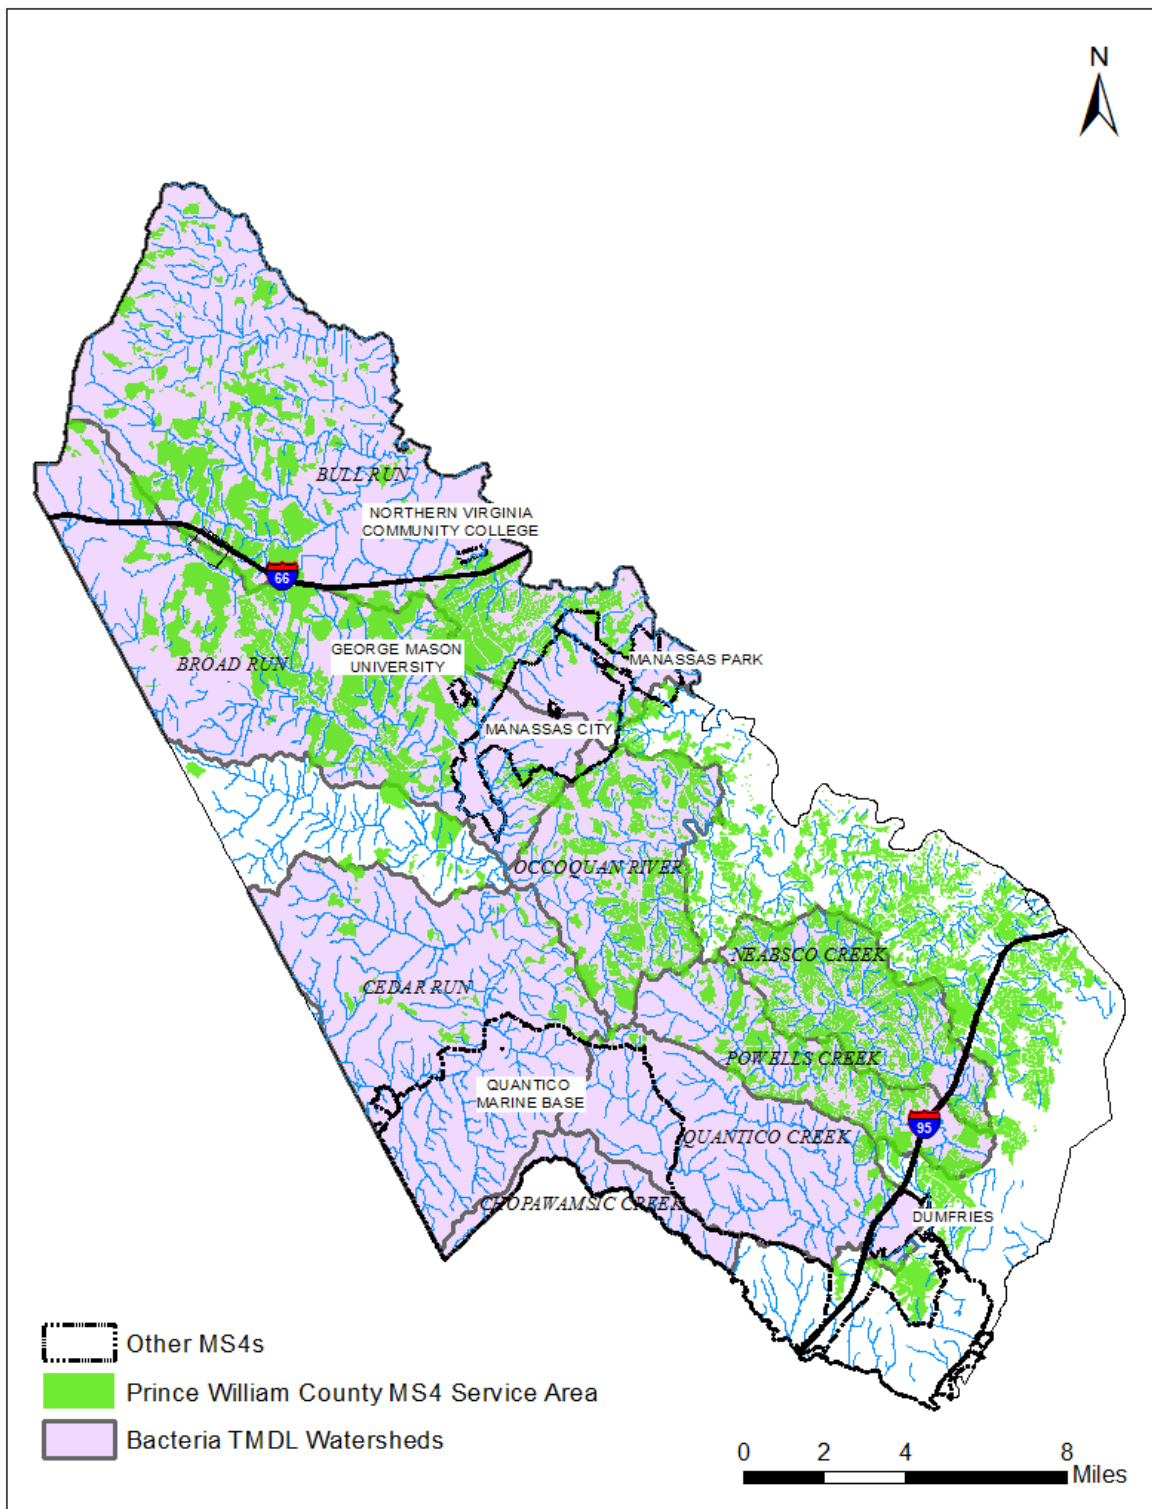 N
BULL RUN
NORTHERN VIRGINIA
COMMUNITY COLLEGE
66
GEORGE MASON
UNIVERSITY
BROAD RUN
MANASSAS PARK
MANASSAS CITY
OCCOQUAN RIVER
NEABSCO CREEK
CEDAR RUN
POWELLS CREEK
QUANTICO
MARINE BASE
95
QUANTICO CREEK
CHOPAWAMSIC CREEK
DUMFRIES
Other MS4s
Prince William County MS4 Service Area
Bacteria TMDL Watersheds
0 2 4 8
Miles